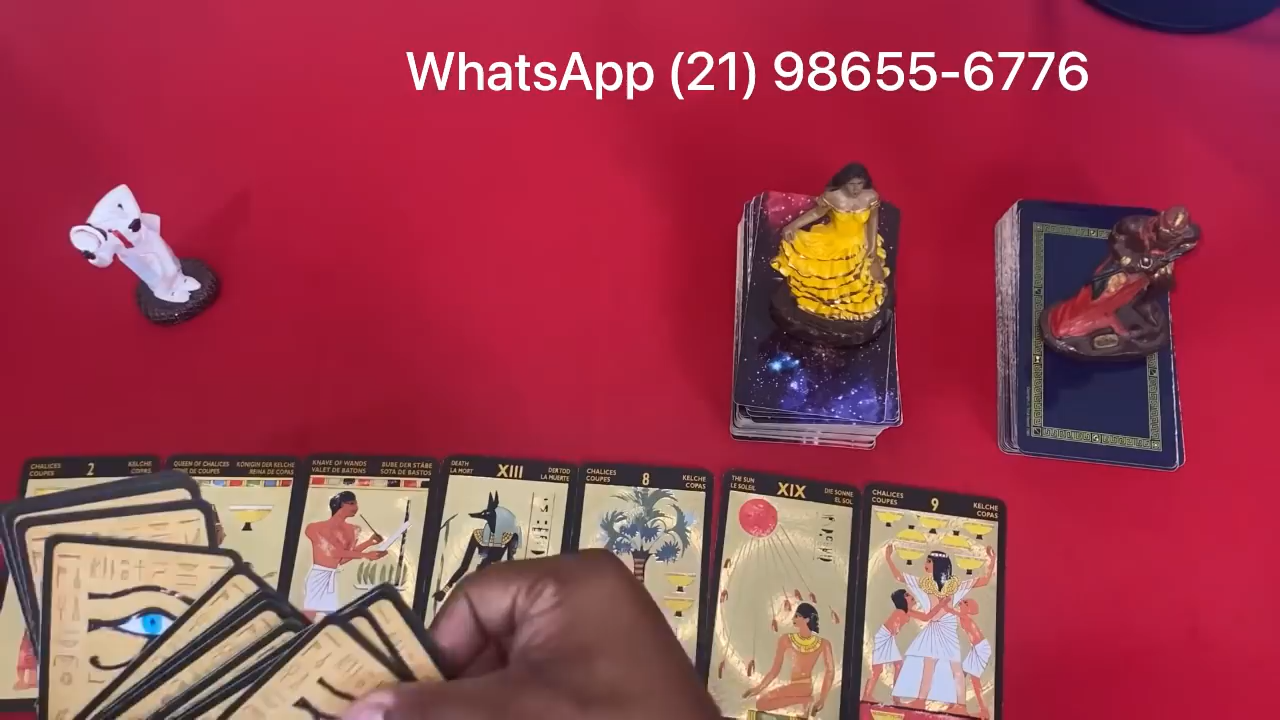 WhatsApp (21) 98655-6776
CHALICES
COUPES
2
KELCHE
COPAS
QUEEN OF CHALICES
KÖNIGIN DER KELCHE
REINA DE COPAS
KNAVE OF WANDS
VALET DE BATONS
BUBE DER STÄBE
SOTA DE BASTOS
DEATH
LA MORT
XIII
DER TOD
LA MUERTE
CHALICES
COUPES
8
KELCHE
COPAS
THE SUN
LE SOLEIL
XIX
DIE SONNE
EL SOL
CHALICES
COUPES
9
KELCHE
COPAS